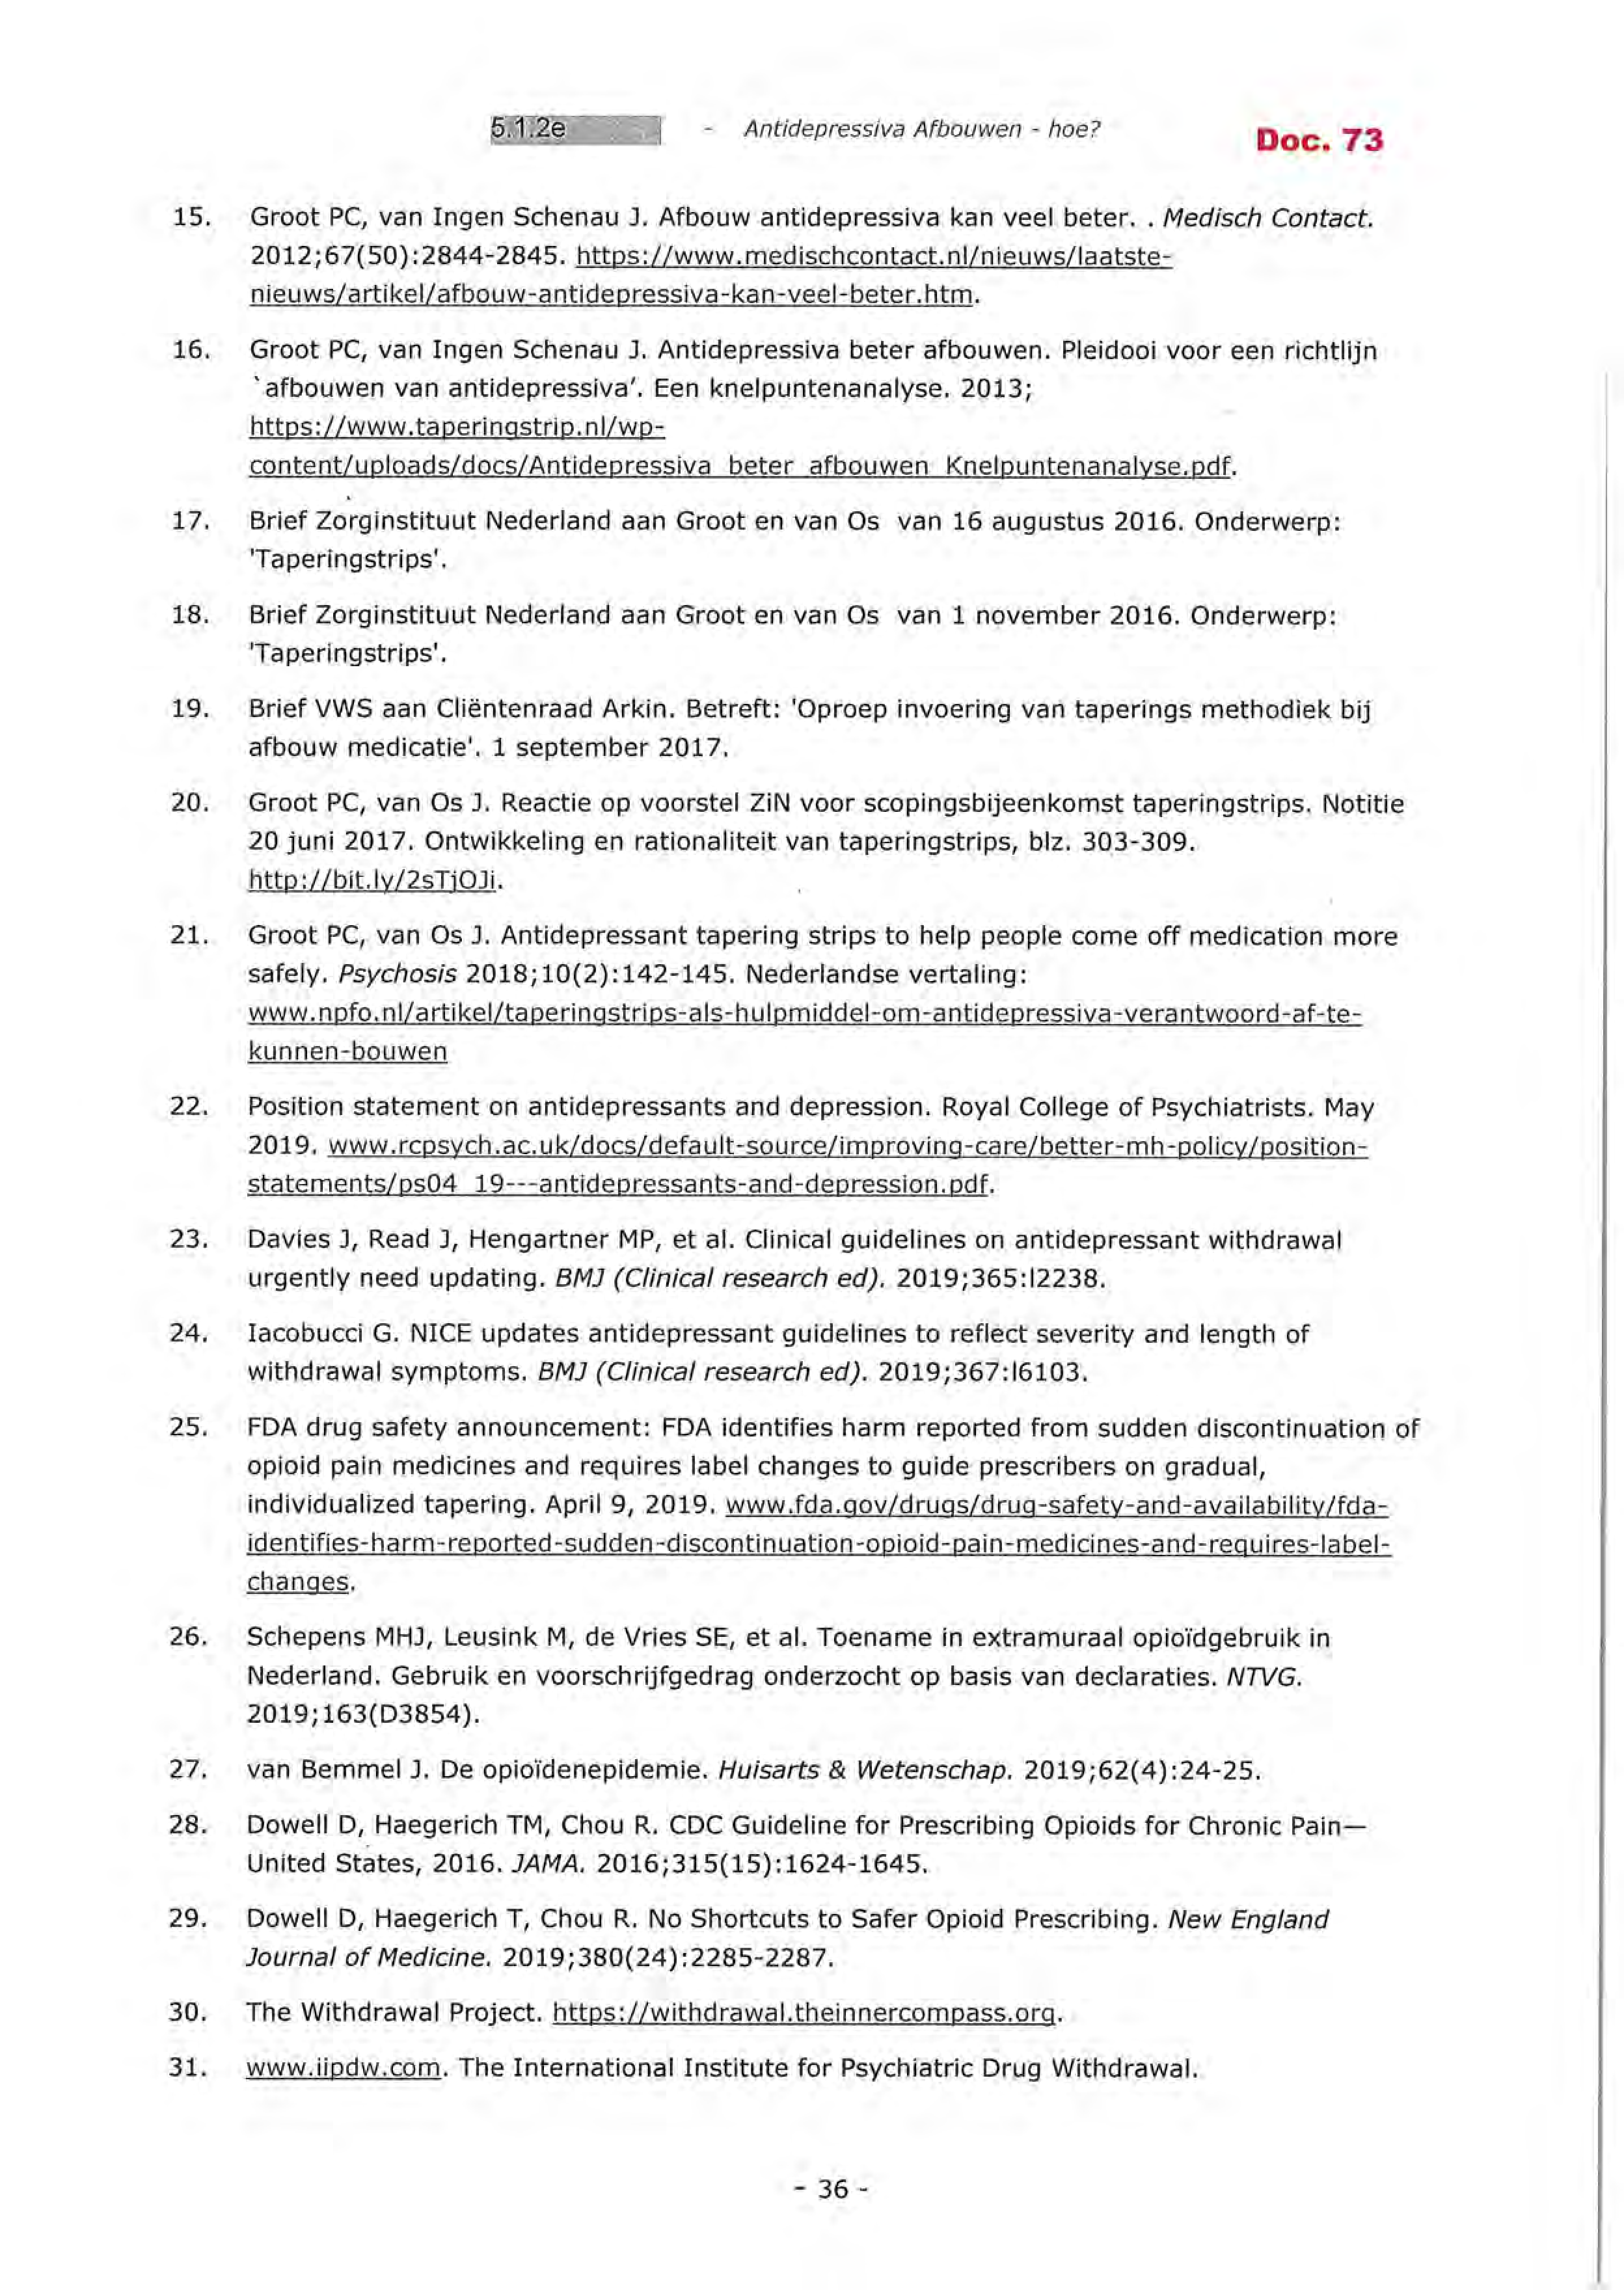 5.1.2e - Antidepressiva Afbouwen - hoe? Doc. 73
15. Groot PC, van Ingen Schenau J. Afbouw antidepressiva kan veel beter. . Medisch Contact.
2012;67(50):2844-2845. https://www.medischcontact.nl/nieuws/laatste-
nieuws/artikel/afbouw-antidepressiva-kan-veel-beter.htm.
16. Groot PC, van Ingen Schenau J. Antidepressiva beter afbouwen. Pleidooi voor een richtlijn
`afbouwen van antidepressiva'. Een knelpuntenanalyse. 2013;
https://www.taperingstrip.nl/wp-
content/uploads/docs/Antidepressiva_beter_afbouwen_Knelpuntenanalyse.pdf.
17. Brief Zorginstituut Nederland aan Groot en van Os van 16 augustus 2016. Onderwerp:
'Taperingstrips'.
18. Brief Zorginstituut Nederland aan Groot en van Os van 1 november 2016. Onderwerp:
'Taperingstrips'.
19. Brief VWS aan Cliëntenraad Arkin. Betreft: 'Oproep invoering van taperings methodiek bij
afbouw medicatie'. 1 september 2017.
20. Groot PC, van Os J. Reactie op voorstel ZiN voor scopingsbijeenkomst taperingstrips. Notitie
20 juni 2017. Ontwikkeling en rationaliteit van taperingstrips, blz. 303-309.
http://bit.ly/2sTjOJi.
21. Groot PC, van Os J. Antidepressant tapering strips to help people come off medication more
safely. Psychosis 2018;10(2):142-145. Nederlandse vertaling:
www.npfo.nl/artikel/taperingstrips-als-hulpmiddel-om-antidepressiva-verantwoord-af-te-
kunnen-bouwen
22. Position statement on antidepressants and depression. Royal College of Psychiatrists. May
2019. www.rcpsych.ac.uk/docs/default-source/improving-care/better-mh-policy/position-
statements/ps04_19---antidepressants-and-depression.pdf.
23. Davies J, Read J, Hengartner MP, et al. Clinical guidelines on antidepressant withdrawal
urgently need updating. BMJ (Clinical research ed). 2019;365:l2238.
24. Iacobucci G. NICE updates antidepressant guidelines to reflect severity and length of
withdrawal symptoms. BMJ (Clinical research ed). 2019;367:l6103.
25. FDA drug safety announcement: FDA identifies harm reported from sudden discontinuation of
opioid pain medicines and requires label changes to guide prescribers on gradual,
individualized tapering. April 9, 2019. www.fda.gov/drugs/drug-safety-and-availability/fda-
identifies-harm-reported-sudden-discontinuation-opioid-pain-medicines-and-requires-label-
changes.
26. Schepens MHJ, Leusink M, de Vries SE, et al. Toename in extramuraal opioïdgebruik in
Nederland. Gebruik en voorschrijfgedrag onderzocht op basis van declaraties. NTVG.
2019;163(D3854).
27. van Bemmel J. De opioïdenepidemie. Huisarts & Wetenschap. 2019;62(4):24-25.
28. Dowell D, Haegerich TM, Chou R. CDC Guideline for Prescribing Opioids for Chronic Pain—
United States, 2016. JAMA. 2016;315(15):1624-1645.
29. Dowell D, Haegerich T, Chou R. No Shortcuts to Safer Opioid Prescribing. New England
Journal of Medicine. 2019;380(24):2285-2287.
30. The Withdrawal Project. https://withdrawal.theinnercompass.org.
31. www.iipdw.com. The International Institute for Psychiatric Drug Withdrawal.
- 36 -